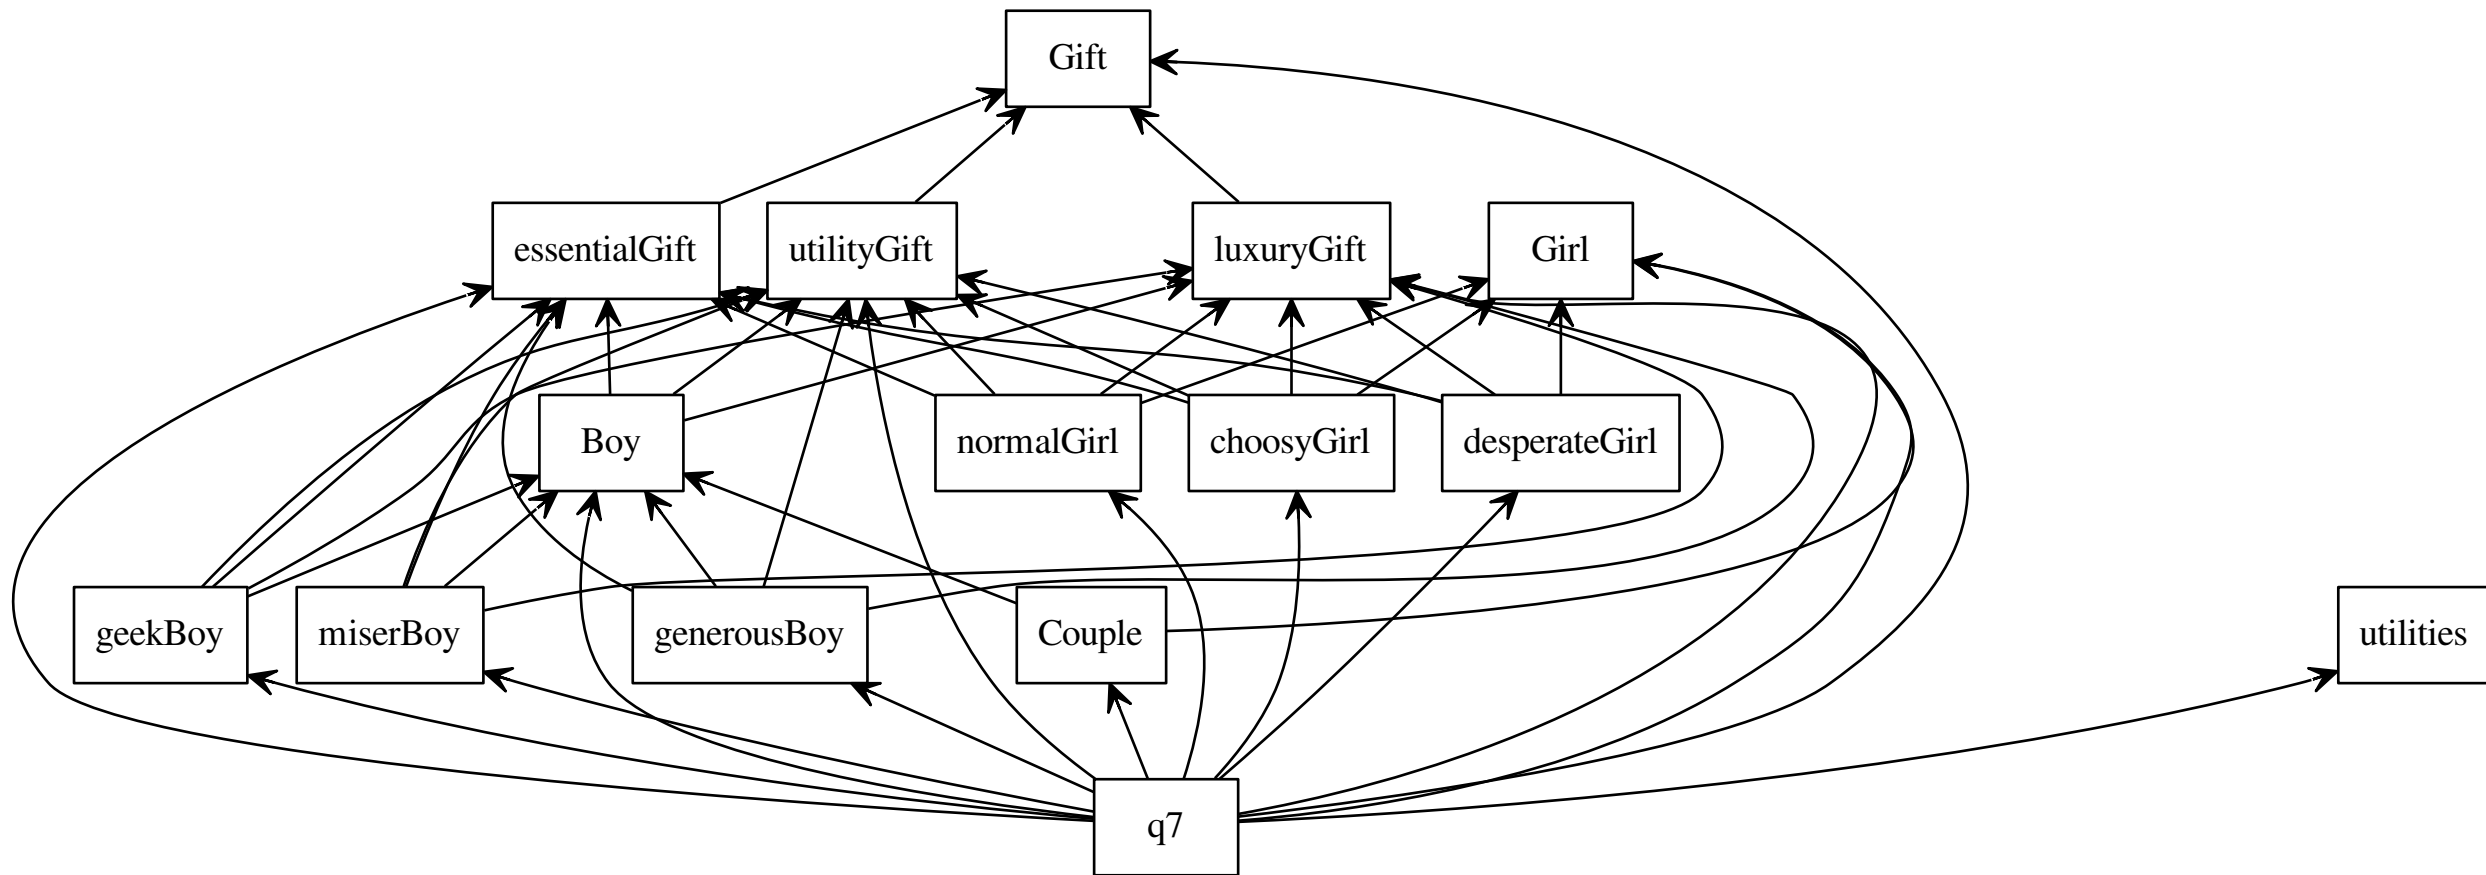 Gift
essentialGift
utilityGift
luxuryGift
Girl
Boy
normalGirl
choosyGirl
desperateGirl
geekBoy
miserBoy
generousBoy
Couple
utilities
q7